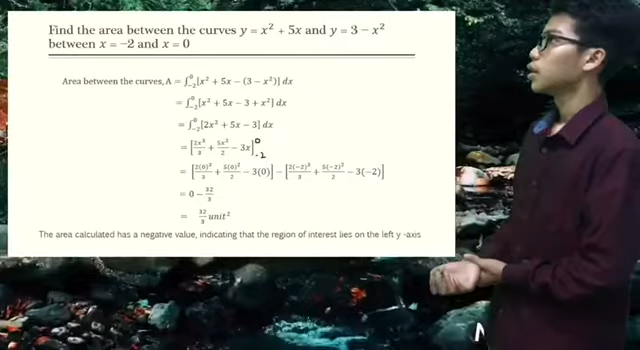 Find the area between the curves y = x² + 5x and y = 3 − x²
between x = −2 and x = 0
Area between the curves, A = ∫₋₂⁰[x² + 5x − (3 − x²)] dx
= ∫₋₂⁰[x² + 5x − 3 + x²] dx
= ∫₋₂⁰[2x² + 5x − 3] dx
= [2x³/3 + 5x²/2 − 3x]⁰₋₂
= [2(0)³/3 + 5(0)²/2 − 3(0)] − [2(−2)³/3 + 5(−2)²/2 − 3(−2)]
= 0 − 32/3
= 32/3 unit²
The area calculated has a negative value, indicating that the region of interest lies on the left y -axis